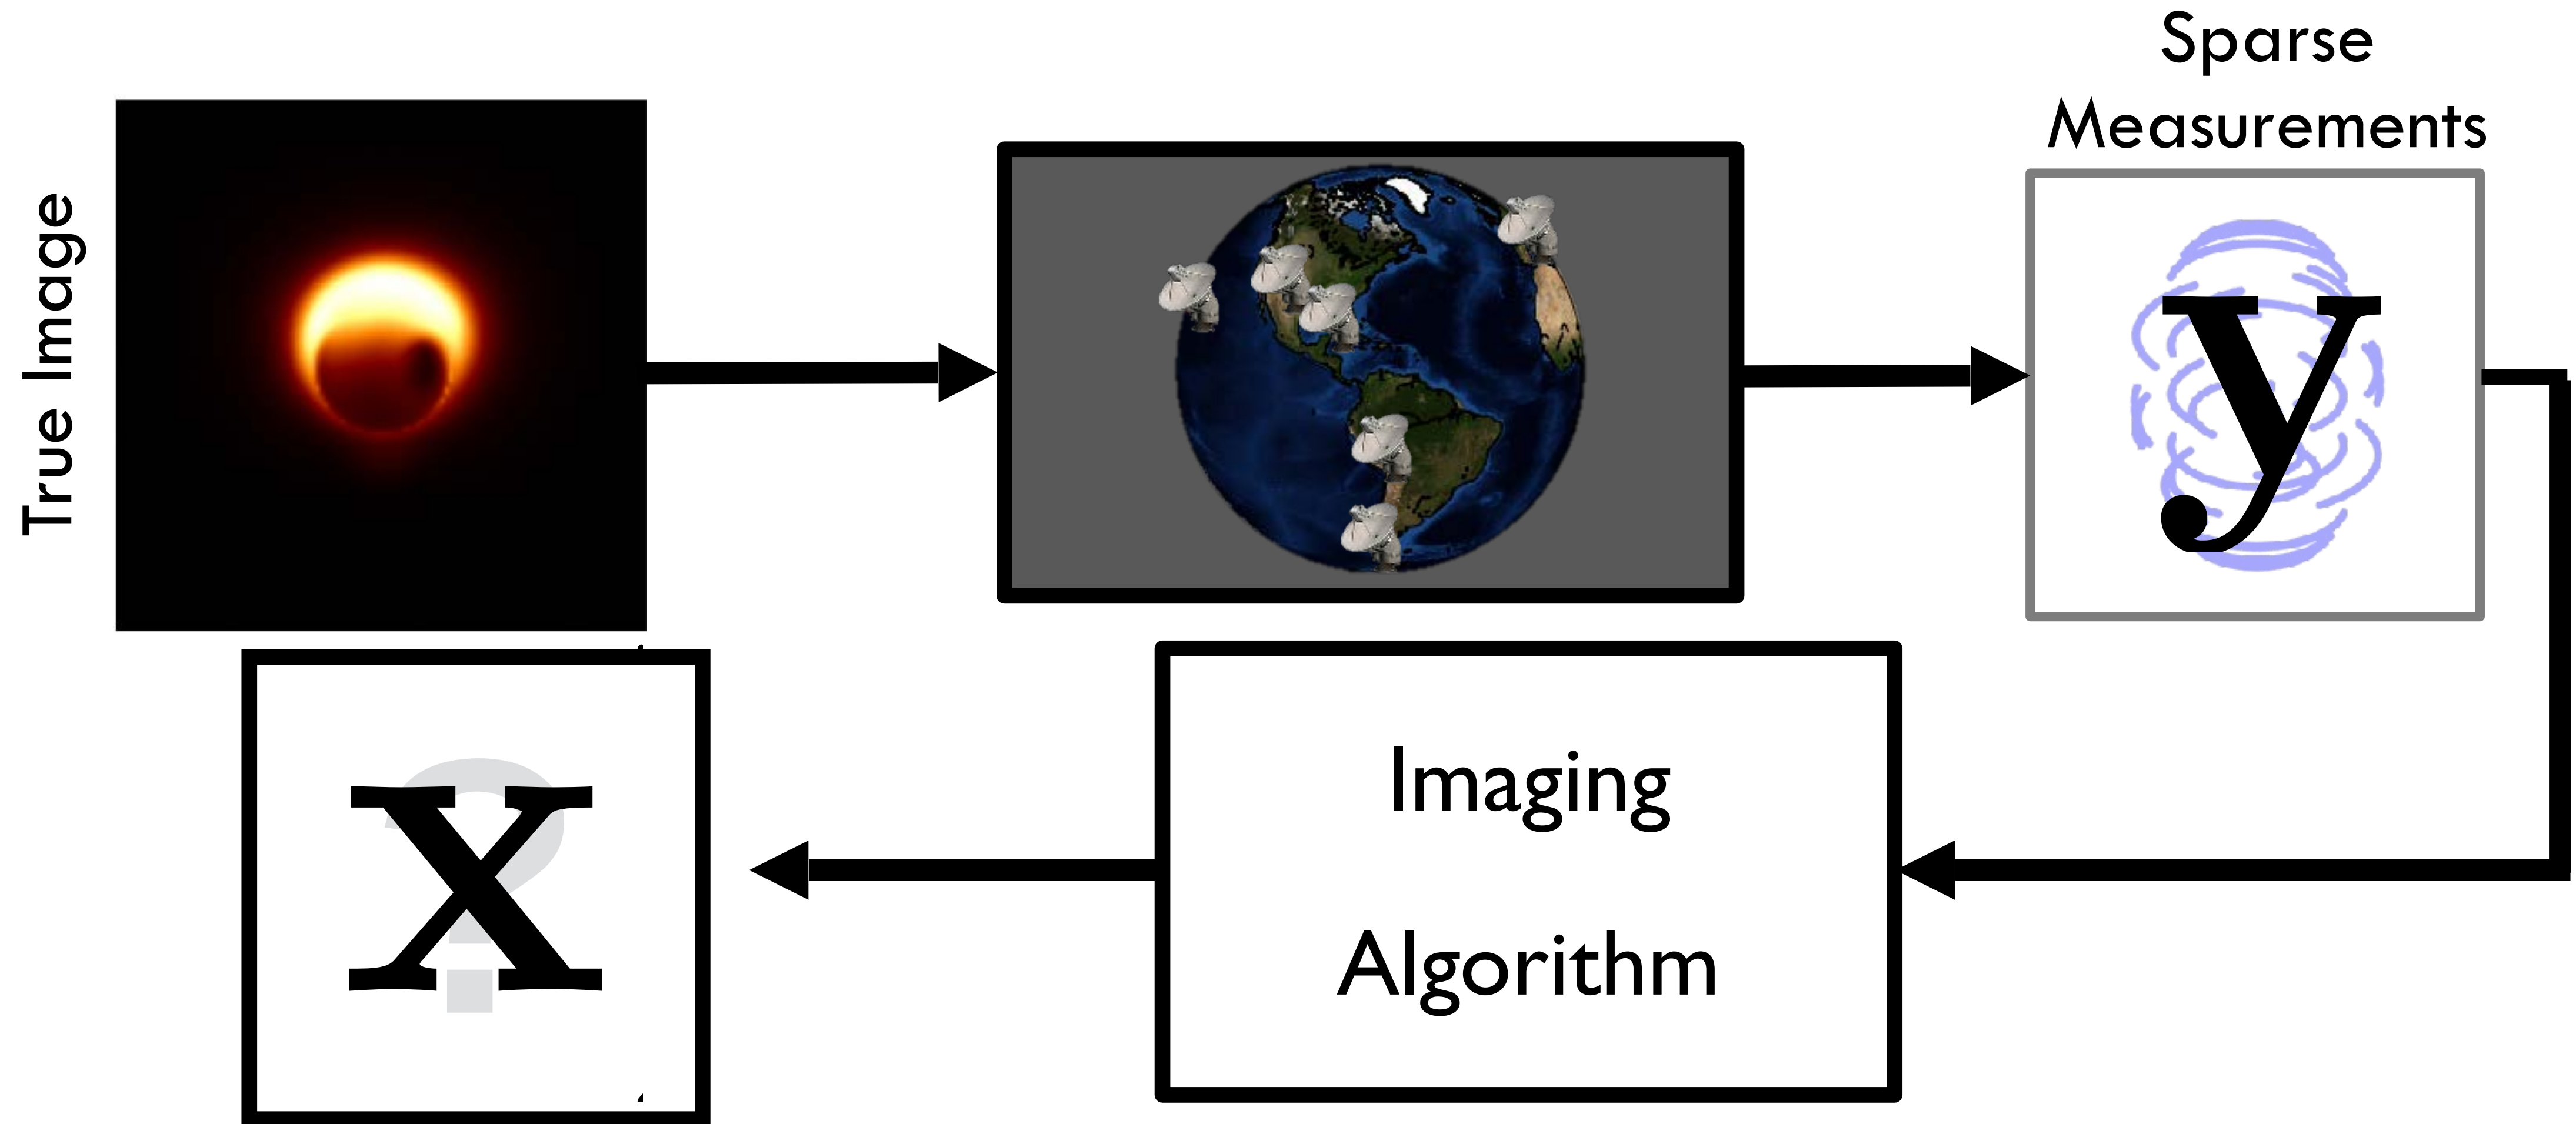 True Image
Sparse
Measurements
y
Imaging
Algorithm
?
x